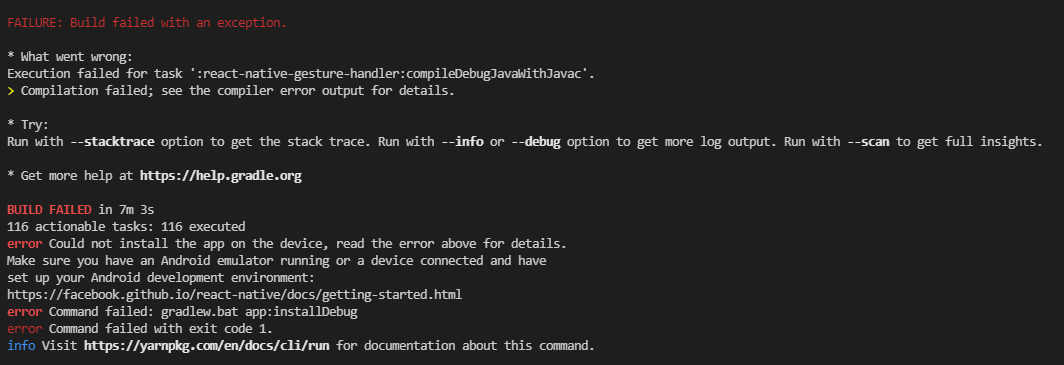 FAILURE: Build failed with an exception.
* What went wrong:
Execution failed for task ':react-native-gesture-handler:compileDebugJavaWithJavac'.
> Compilation failed; see the compiler error output for details.
* Try:
Run with --stacktrace option to get the stack trace. Run with --info or --debug option to get more log output. Run with --scan to get full insights.
* Get more help at https://help.gradle.org
BUILD FAILED in 7m 3s
116 actionable tasks: 116 executed
error Could not install the app on the device, read the error above for details.
Make sure you have an Android emulator running or a device connected and have
set up your Android development environment:
https://facebook.github.io/react-native/docs/getting-started.html
error Command failed: gradlew.bat app:installDebug
error Command failed with exit code 1.
info Visit https://yarnpkg.com/en/docs/cli/run for documentation about this command.